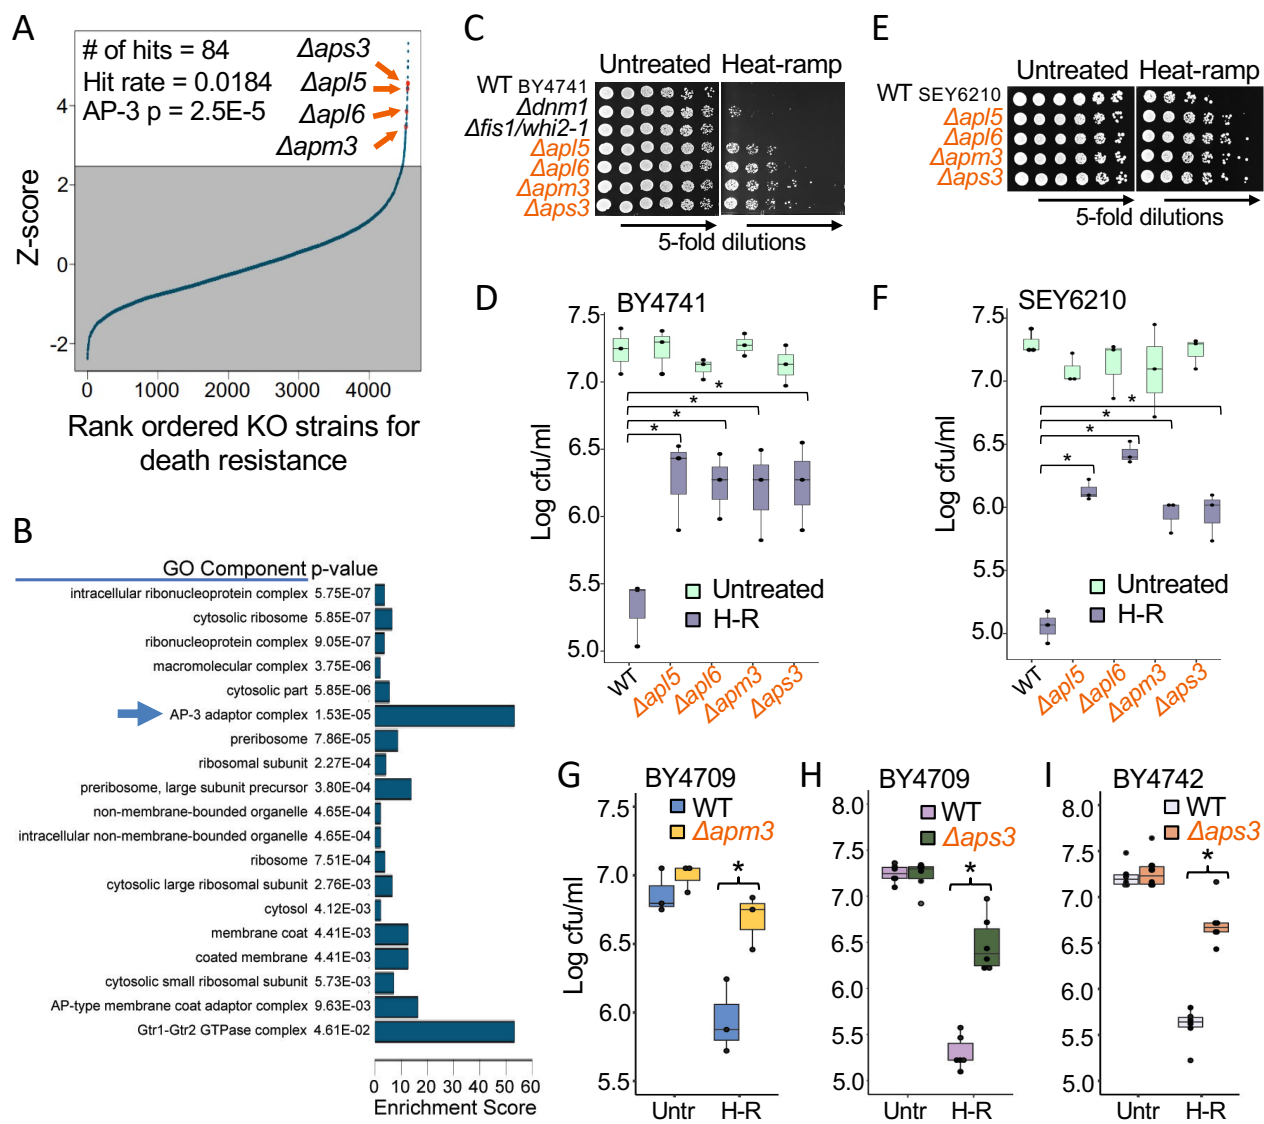 A
# of hits = 84
Hit rate = 0.0184
AP-3 p = 2.5E-5
Δaps3
Δapl5
Δapl6
Δapm3
Z-score
4
2
0
-2
0 1000 2000 3000 4000
Rank ordered KO strains for
death resistance
B
GO Component p-value
intracellular ribonucleoprotein complex 5.75E-07
cytosolic ribosome 5.85E-07
ribonucleoprotein complex 9.05E-07
macromolecular complex 3.75E-06
cytosolic part 5.85E-06
AP-3 adaptor complex 1.53E-05
preribosome 7.86E-05
ribosomal subunit 2.27E-04
preribosome, large subunit precursor 3.80E-04
non-membrane-bounded organelle 4.65E-04
intracellular non-membrane-bounded organelle 4.65E-04
ribosome 7.51E-04
cytosolic large ribosomal subunit 2.76E-03
cytosol 4.12E-03
membrane coat 4.41E-03
coated membrane 4.41E-03
cytosolic small ribosomal subunit 5.73E-03
AP-type membrane coat adaptor complex 9.63E-03
Gtr1-Gtr2 GTPase complex 4.61E-02
0 10 20 30 40 50 60
Enrichment Score
C
Untreated Heat-ramp
WT BY4741
Δdnm1
Δfis1/whi2-1
Δapl5
Δapl6
Δapm3
Δaps3
5-fold dilutions
D
BY4741
Log cfu/ml
7.5
7.0
6.5
6.0
5.5
5.0
*
*
*
*
Untreated
H-R
WT Δapl5 Δapl6 Δapm3 Δaps3
E
Untreated Heat-ramp
WT SEY6210
Δapl5
Δapl6
Δapm3
Δaps3
5-fold dilutions
F
SEY6210
Log cfu/ml
7.5
7.0
6.5
6.0
5.5
5.0
*
*
*
*
Untreated
H-R
WT Δapl5 Δapl6 Δapm3 Δaps3
G
BY4709
WT
Δapm3
Log cfu/ml
7.5
6.5
6.0
5.5
*
Untr H-R
H
BY4709
WT
Δaps3
8.0
7.5
7.0
6.5
6.0
5.5
5.0
*
Untr H-R
I
BY4742
WT
Δaps3
8.0
7.5
7.0
6.5
6.0
5.5
5.0
*
Untr H-R